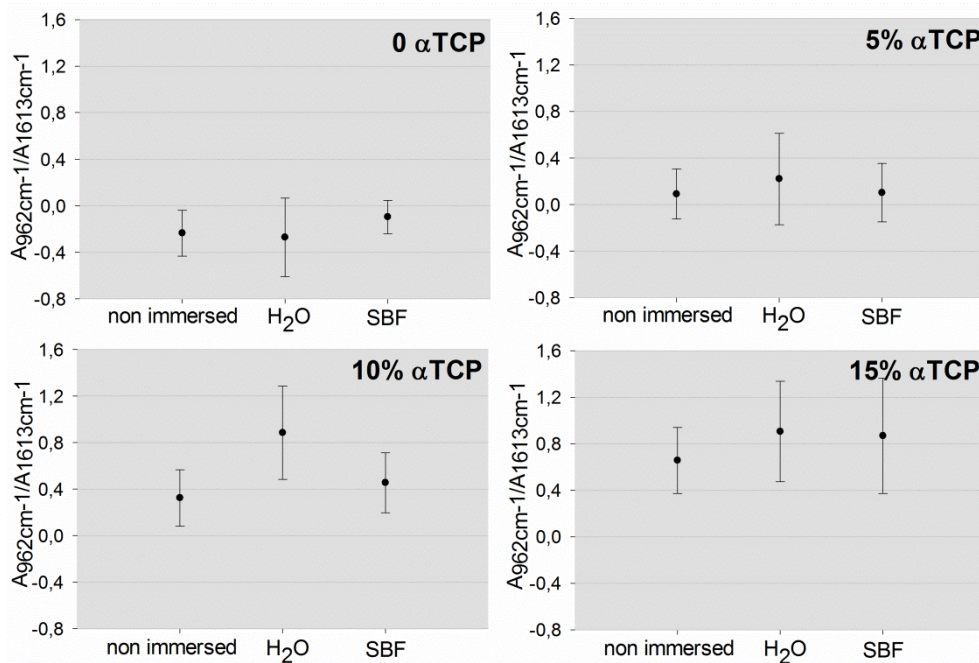 0 αTCP
A962cm-1/A1613cm-1
1,6
1,2
0,8
0,4
0,0
-0,4
-0,8
non immersed H2O SBF
5% αTCP
A962cm-1/A1613cm-1
1,6
1,2
0,8
0,4
0,0
-0,4
-0,8
non immersed H2O SBF
10% αTCP
A962cm-1/A1613cm-1
1,6
1,2
0,8
0,4
0,0
-0,4
-0,8
non immersed H2O SBF
15% αTCP
A962cm-1/A1613cm-1
1,6
1,2
0,8
0,4
0,0
-0,4
-0,8
non immersed H2O SBF